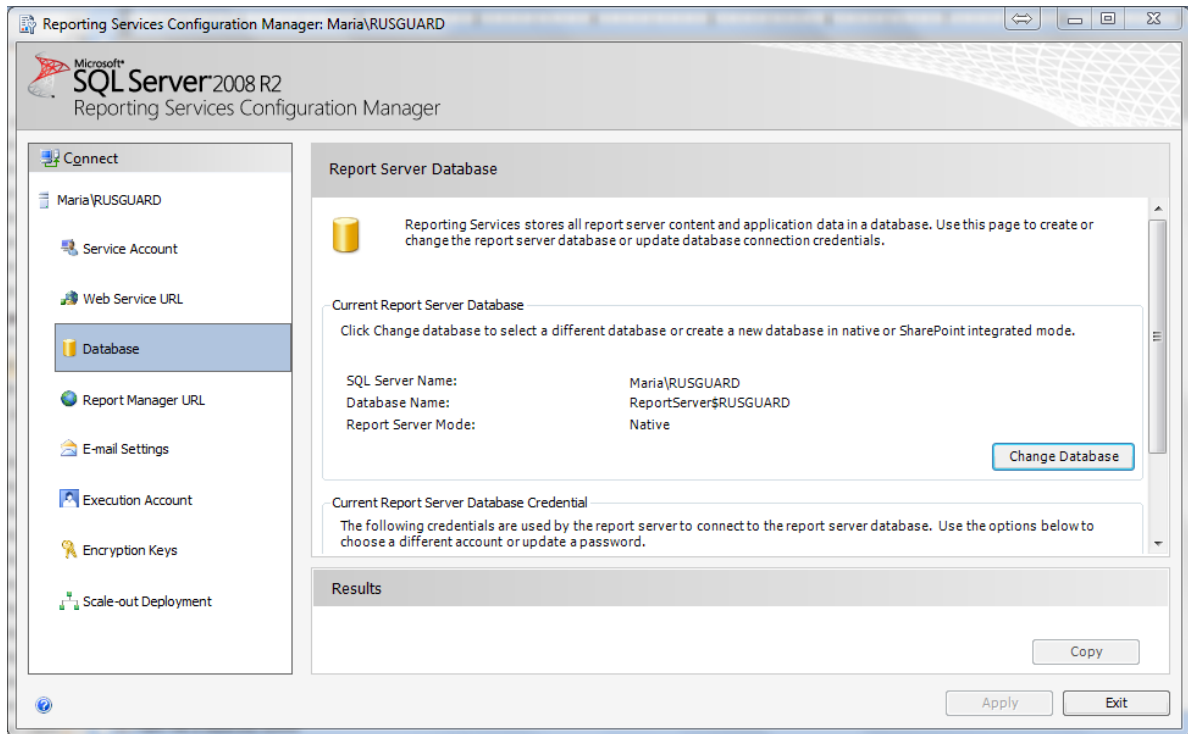 Reporting Services Configuration Manager: Maria\RUSGUARD
Microsoft
SQL Server 2008 R2
Reporting Services Configuration Manager
Connect
Maria\RUSGUARD
Service Account
Web Service URL
Database
Report Manager URL
E-mail Settings
Execution Account
Encryption Keys
Scale-out Deployment
Report Server Database
Reporting Services stores all report server content and application data in a database. Use this page to create or
change the report server database or update database connection credentials.
Current Report Server Database
Click Change database to select a different database or create a new database in native or SharePoint integrated mode.
SQL Server Name: Maria\RUSGUARD
Database Name: ReportServer$RUSGUARD
Report Server Mode: Native
Change Database
Current Report Server Database Credential
The following credentials are used by the report server to connect to the report server database. Use the options below to
choose a different account or update a password.
Results
Copy
Apply
Exit